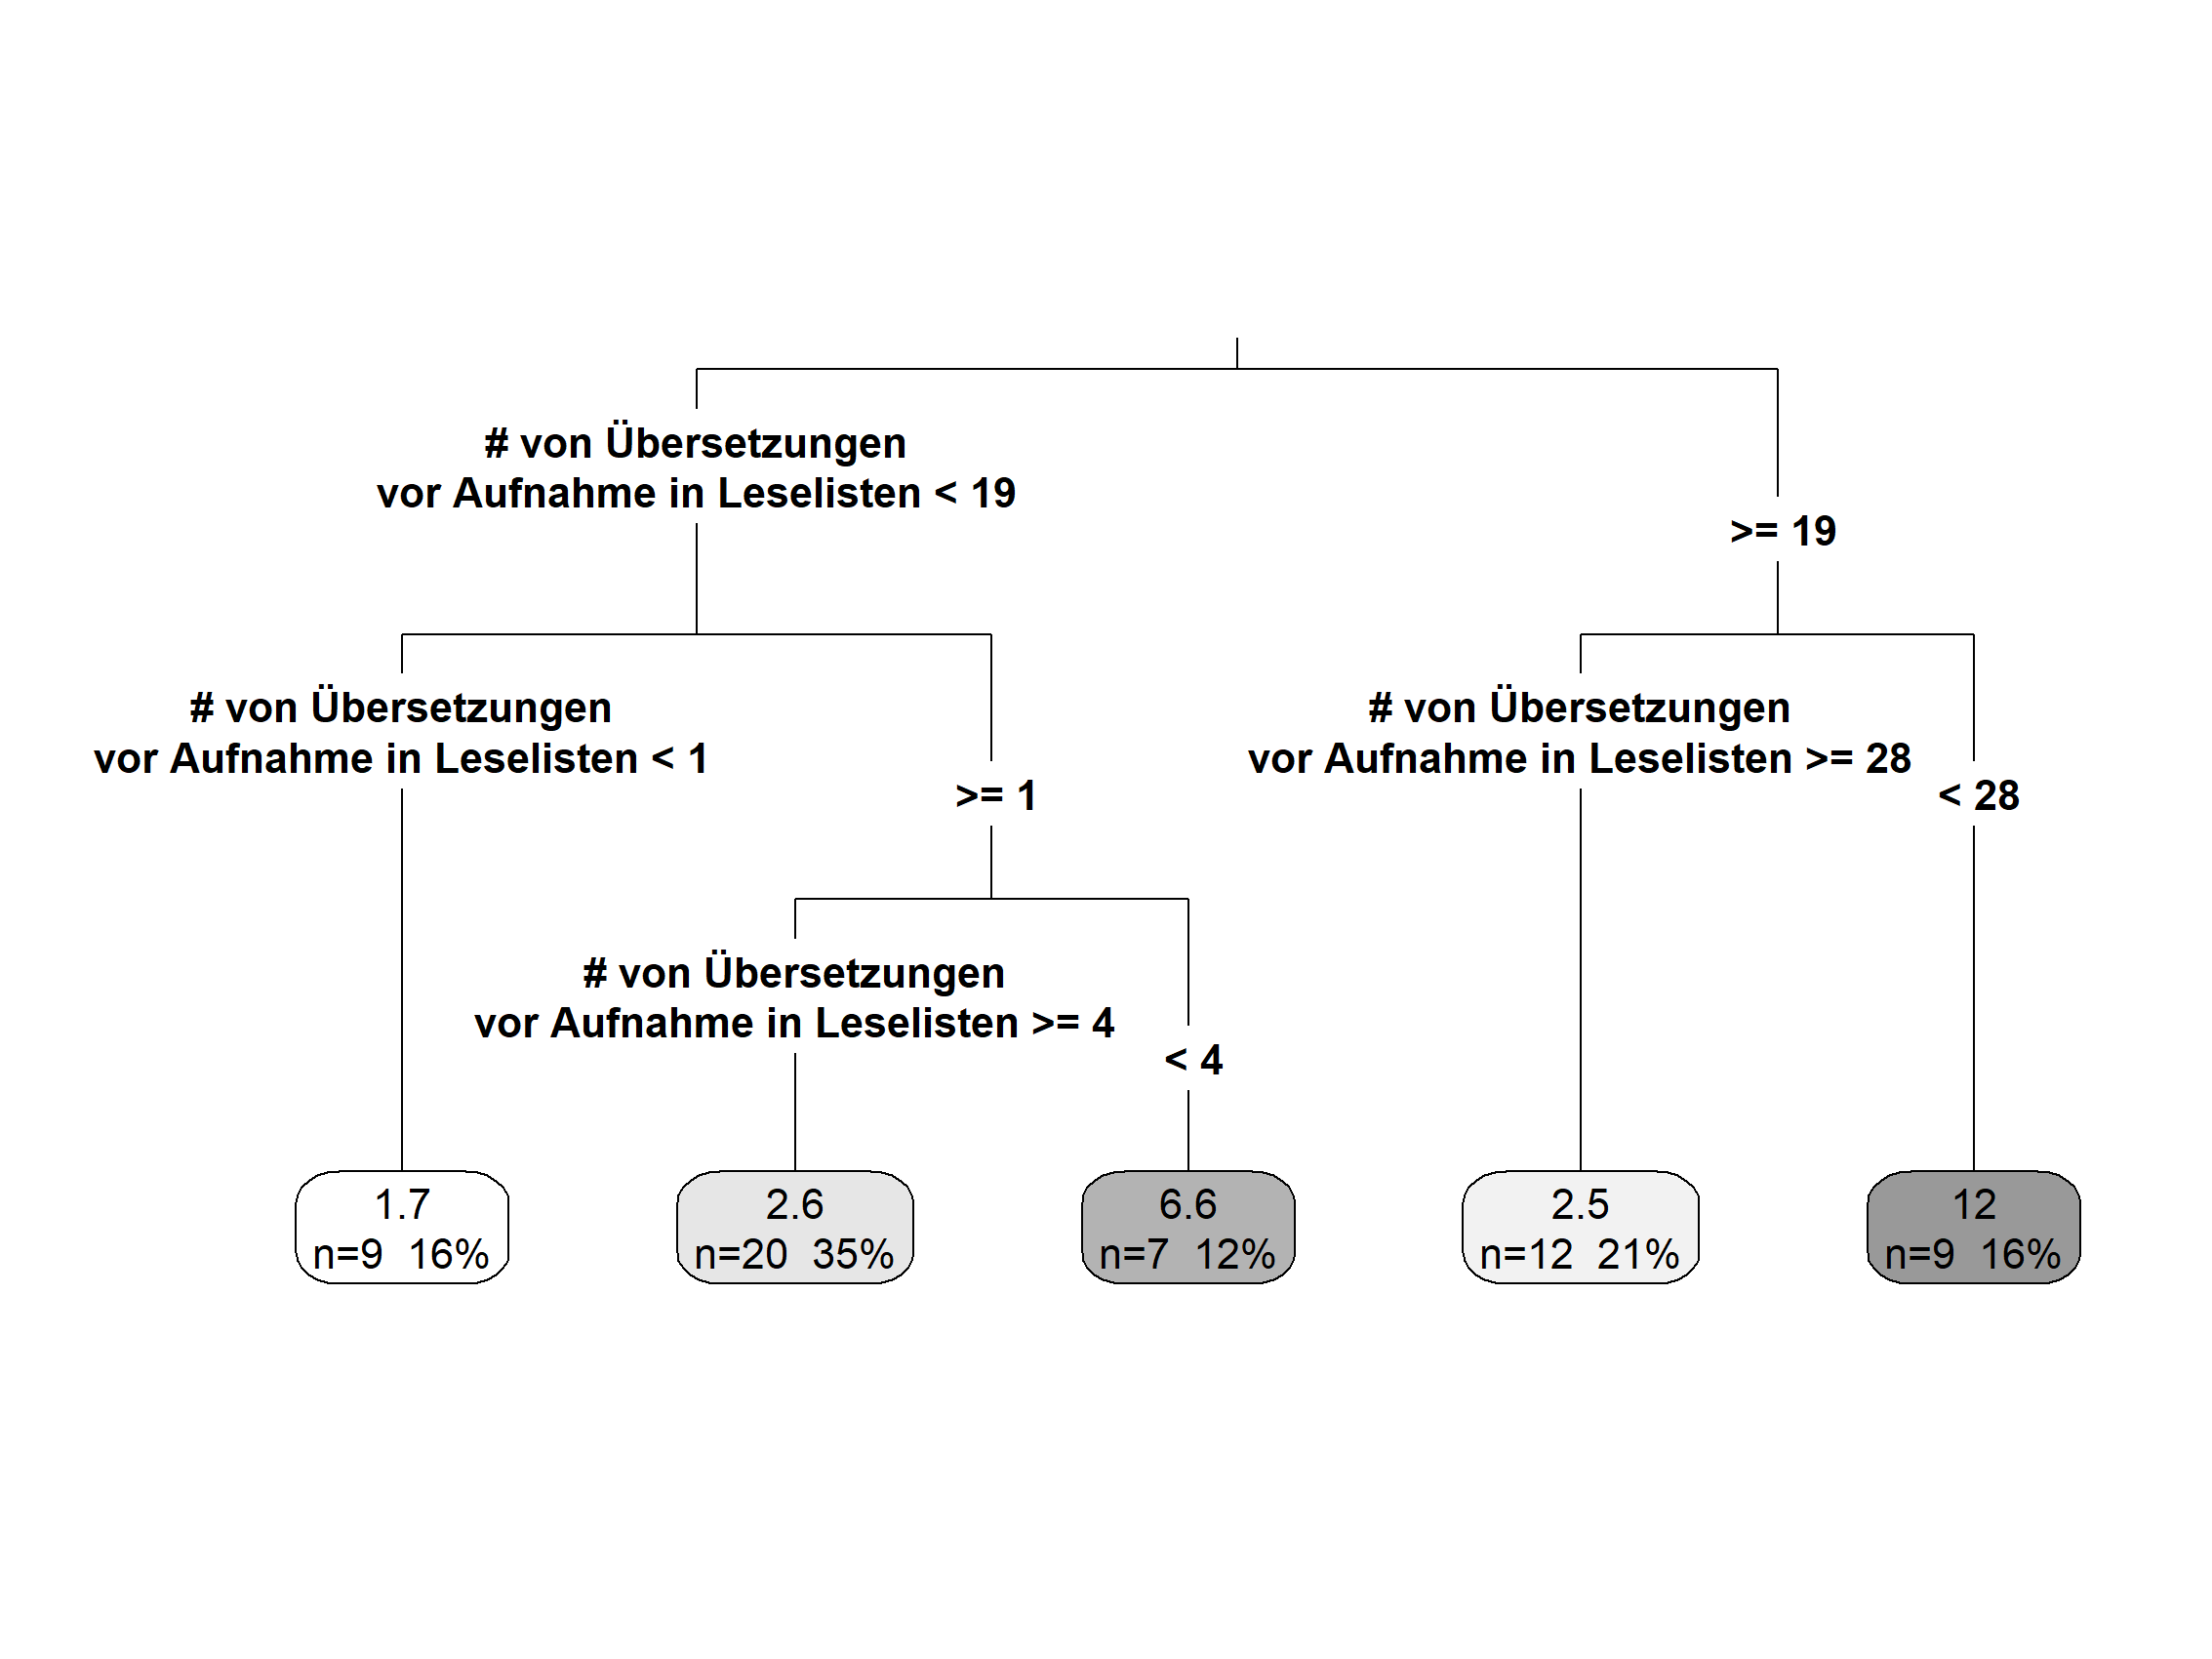 # von Übersetzungen
vor Aufnahme in Leselisten < 19
>= 19
# von Übersetzungen
vor Aufnahme in Leselisten < 1
>= 1
# von Übersetzungen
vor Aufnahme in Leselisten >= 28
< 28
# von Übersetzungen
vor Aufnahme in Leselisten >= 4
< 4
1.7
n=9 16%
2.6
n=20 35%
6.6
n=7 12%
2.5
n=12 21%
12
n=9 16%